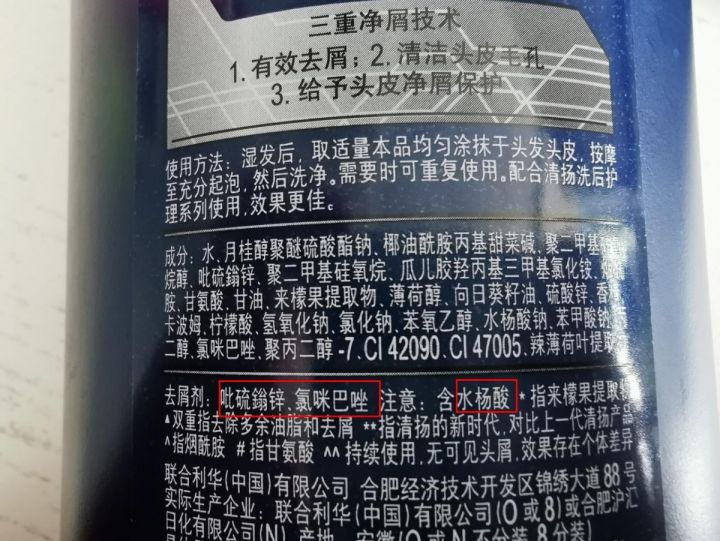 三重净屑技术
1. 有效去屑；2. 清洁头皮毛孔
3. 给予头皮净屑保护
使用方法：湿发后，取适量本品均匀涂抹于头发头皮，按摩
至充分起泡，然后洗净。需要时可重复使用。配合清扬洗后护
理系列使用，效果更佳。
成分：水、月桂醇聚醚硫酸酯钠、椰油酰胺丙基甜菜碱、聚二甲基硅
烷醇、吡硫鎓锌、聚二甲基硅氧烷、瓜儿胶羟丙基三甲基氯化铵、烟
胺、甘氨酸、甘油、来檬果提取物、薄荷醇、向日葵籽油、硫酸锌、香
卡波姆、柠檬酸、氢氧化钠、氯化钠、苯氧乙醇、水杨酸钠、苯甲酸钠
二醇、氯咪巴唑、聚丙二醇-7、CI 42090、CI 47005、辣薄荷叶提取
去屑剂：吡硫鎓锌、氯咪巴唑 注意：含水杨酸 *指来檬果提取物
^双重指去除多余油脂和去屑 **指清扬的新时代，对比上一代清扬产品
^指烟酰胺 #指甘氨酸 ^^持续使用，无可见头屑，效果存在个体差异
联合利华(中国)有限公司 合肥经济技术开发区锦绣大道88号
实际生产企业：联合利华(中国)有限公司(O或8)或合肥沪汇
日化有限公司(N) 产地：安徽(O或N不分装,8分装)